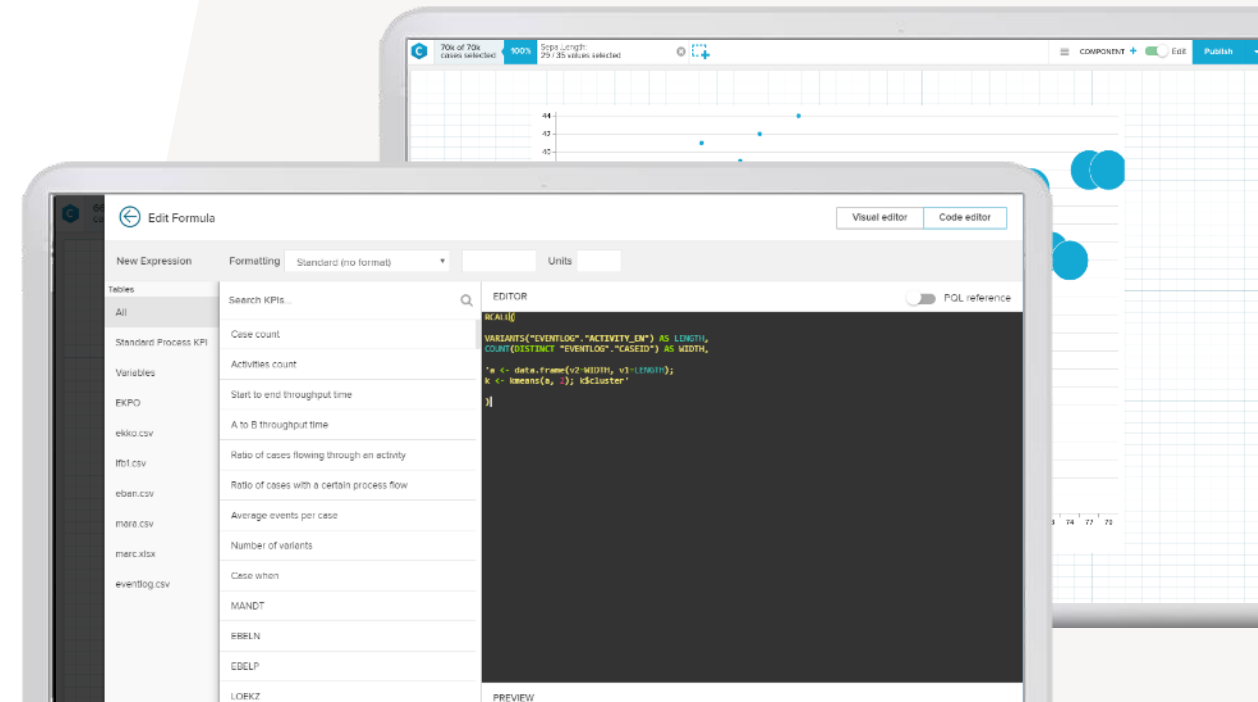 C
70k of 70k
cases selected
100%
Sepal.Length:
29 / 35 values selected
COMPONENT +
Edit
Publish
44
42
40
74 77 79
C
Edit Formula
Visual editor
Code editor
New Expression
Formatting
Standard (no format)
Units
Tables
All
Standard Process KPI
Variables
EKPO
ekko.csv
lfb1.csv
eban.csv
mara.csv
marc.xlsx
eventlog.csv
Search KPIs...
Case count
Activities count
Start to end throughput time
A to B throughput time
Ratio of cases flowing through an activity
Ratio of cases with a certain process flow
Average events per case
Number of variants
Case when
MANDT
EBELN
EBELP
LOEKZ
EDITOR
PQL reference
RCALL(
VARIANTS("EVENTLOG"."ACTIVITY_EN") AS LENGTH,
COUNT(DISTINCT "EVENTLOG"."CASEID") AS WIDTH,
'a <- data.frame(v2=WIDTH, v1=LENGTH);
k <- kmeans(a, 2); k$cluster'
)
PREVIEW